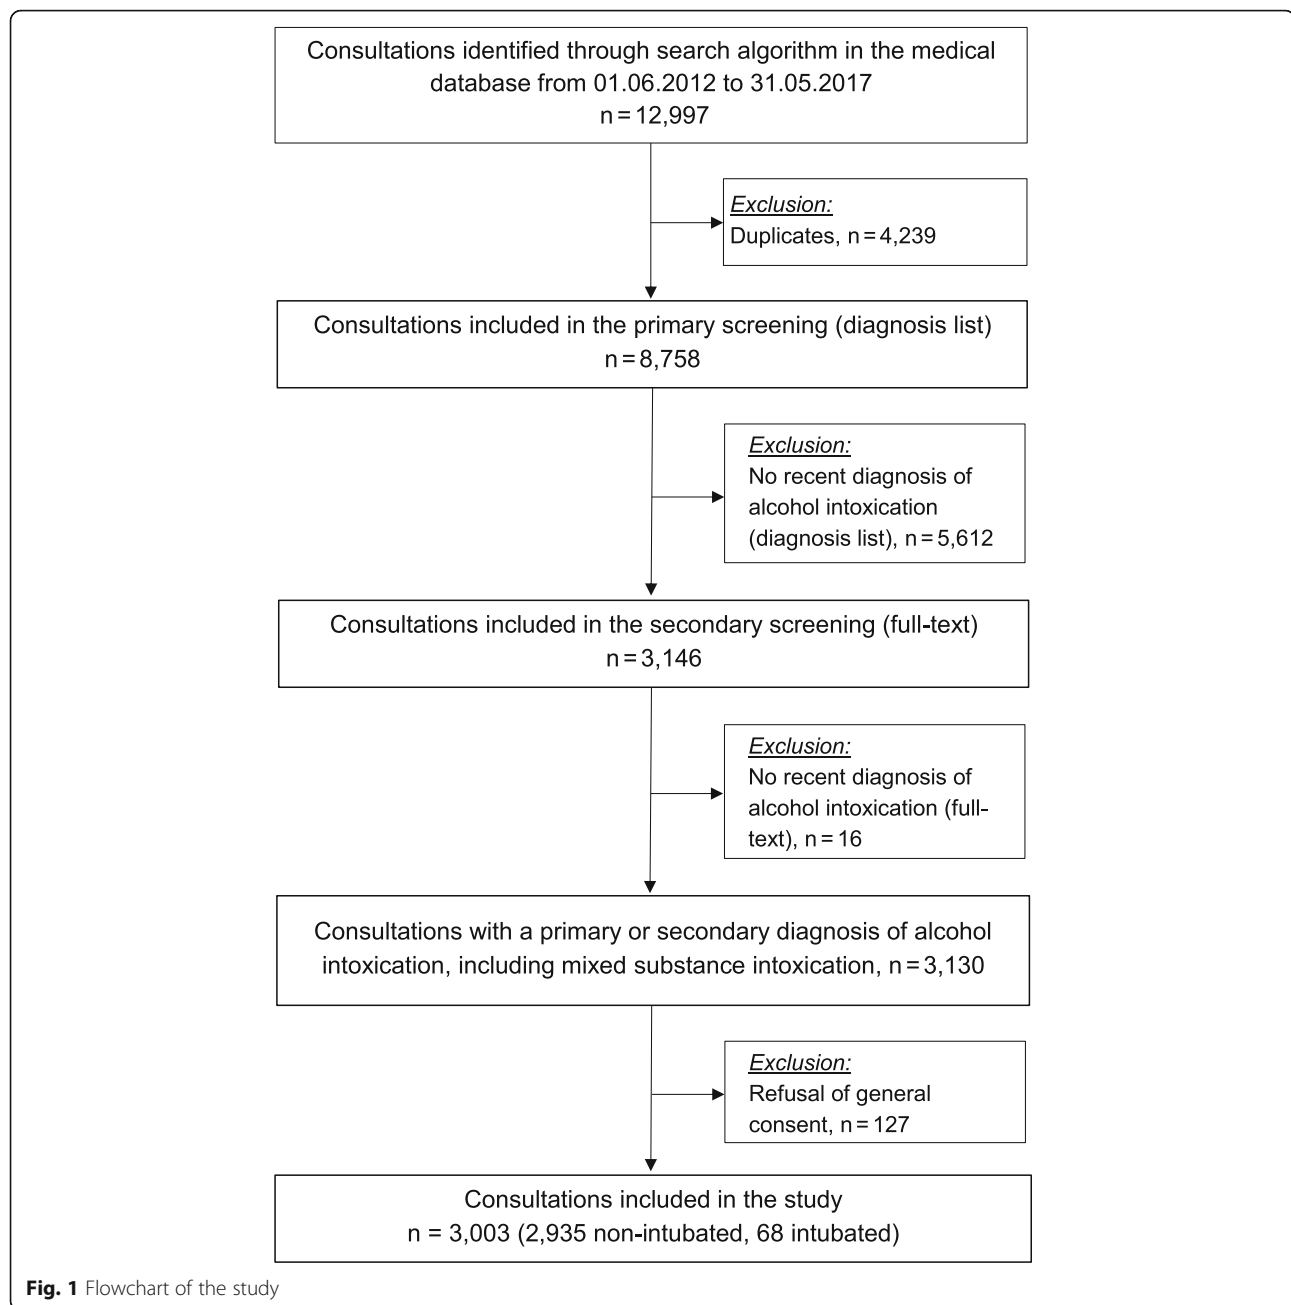 Consultations identified through search algorithm in the medical
database from 01.06.2012 to 31.05.2017
n = 12,997
Exclusion:
Duplicates, n = 4,239
Consultations included in the primary screening (diagnosis list)
n = 8,758
Exclusion:
No recent diagnosis of
alcohol intoxication
(diagnosis list), n = 5,612
Consultations included in the secondary screening (full-text)
n = 3,146
Exclusion:
No recent diagnosis of
alcohol intoxication (full-
text), n = 16
Consultations with a primary or secondary diagnosis of alcohol
intoxication, including mixed substance intoxication, n = 3,130
Exclusion:
Refusal of general
consent, n = 127
Consultations included in the study
n = 3,003 (2,935 non-intubated, 68 intubated)
Fig. 1 Flowchart of the study